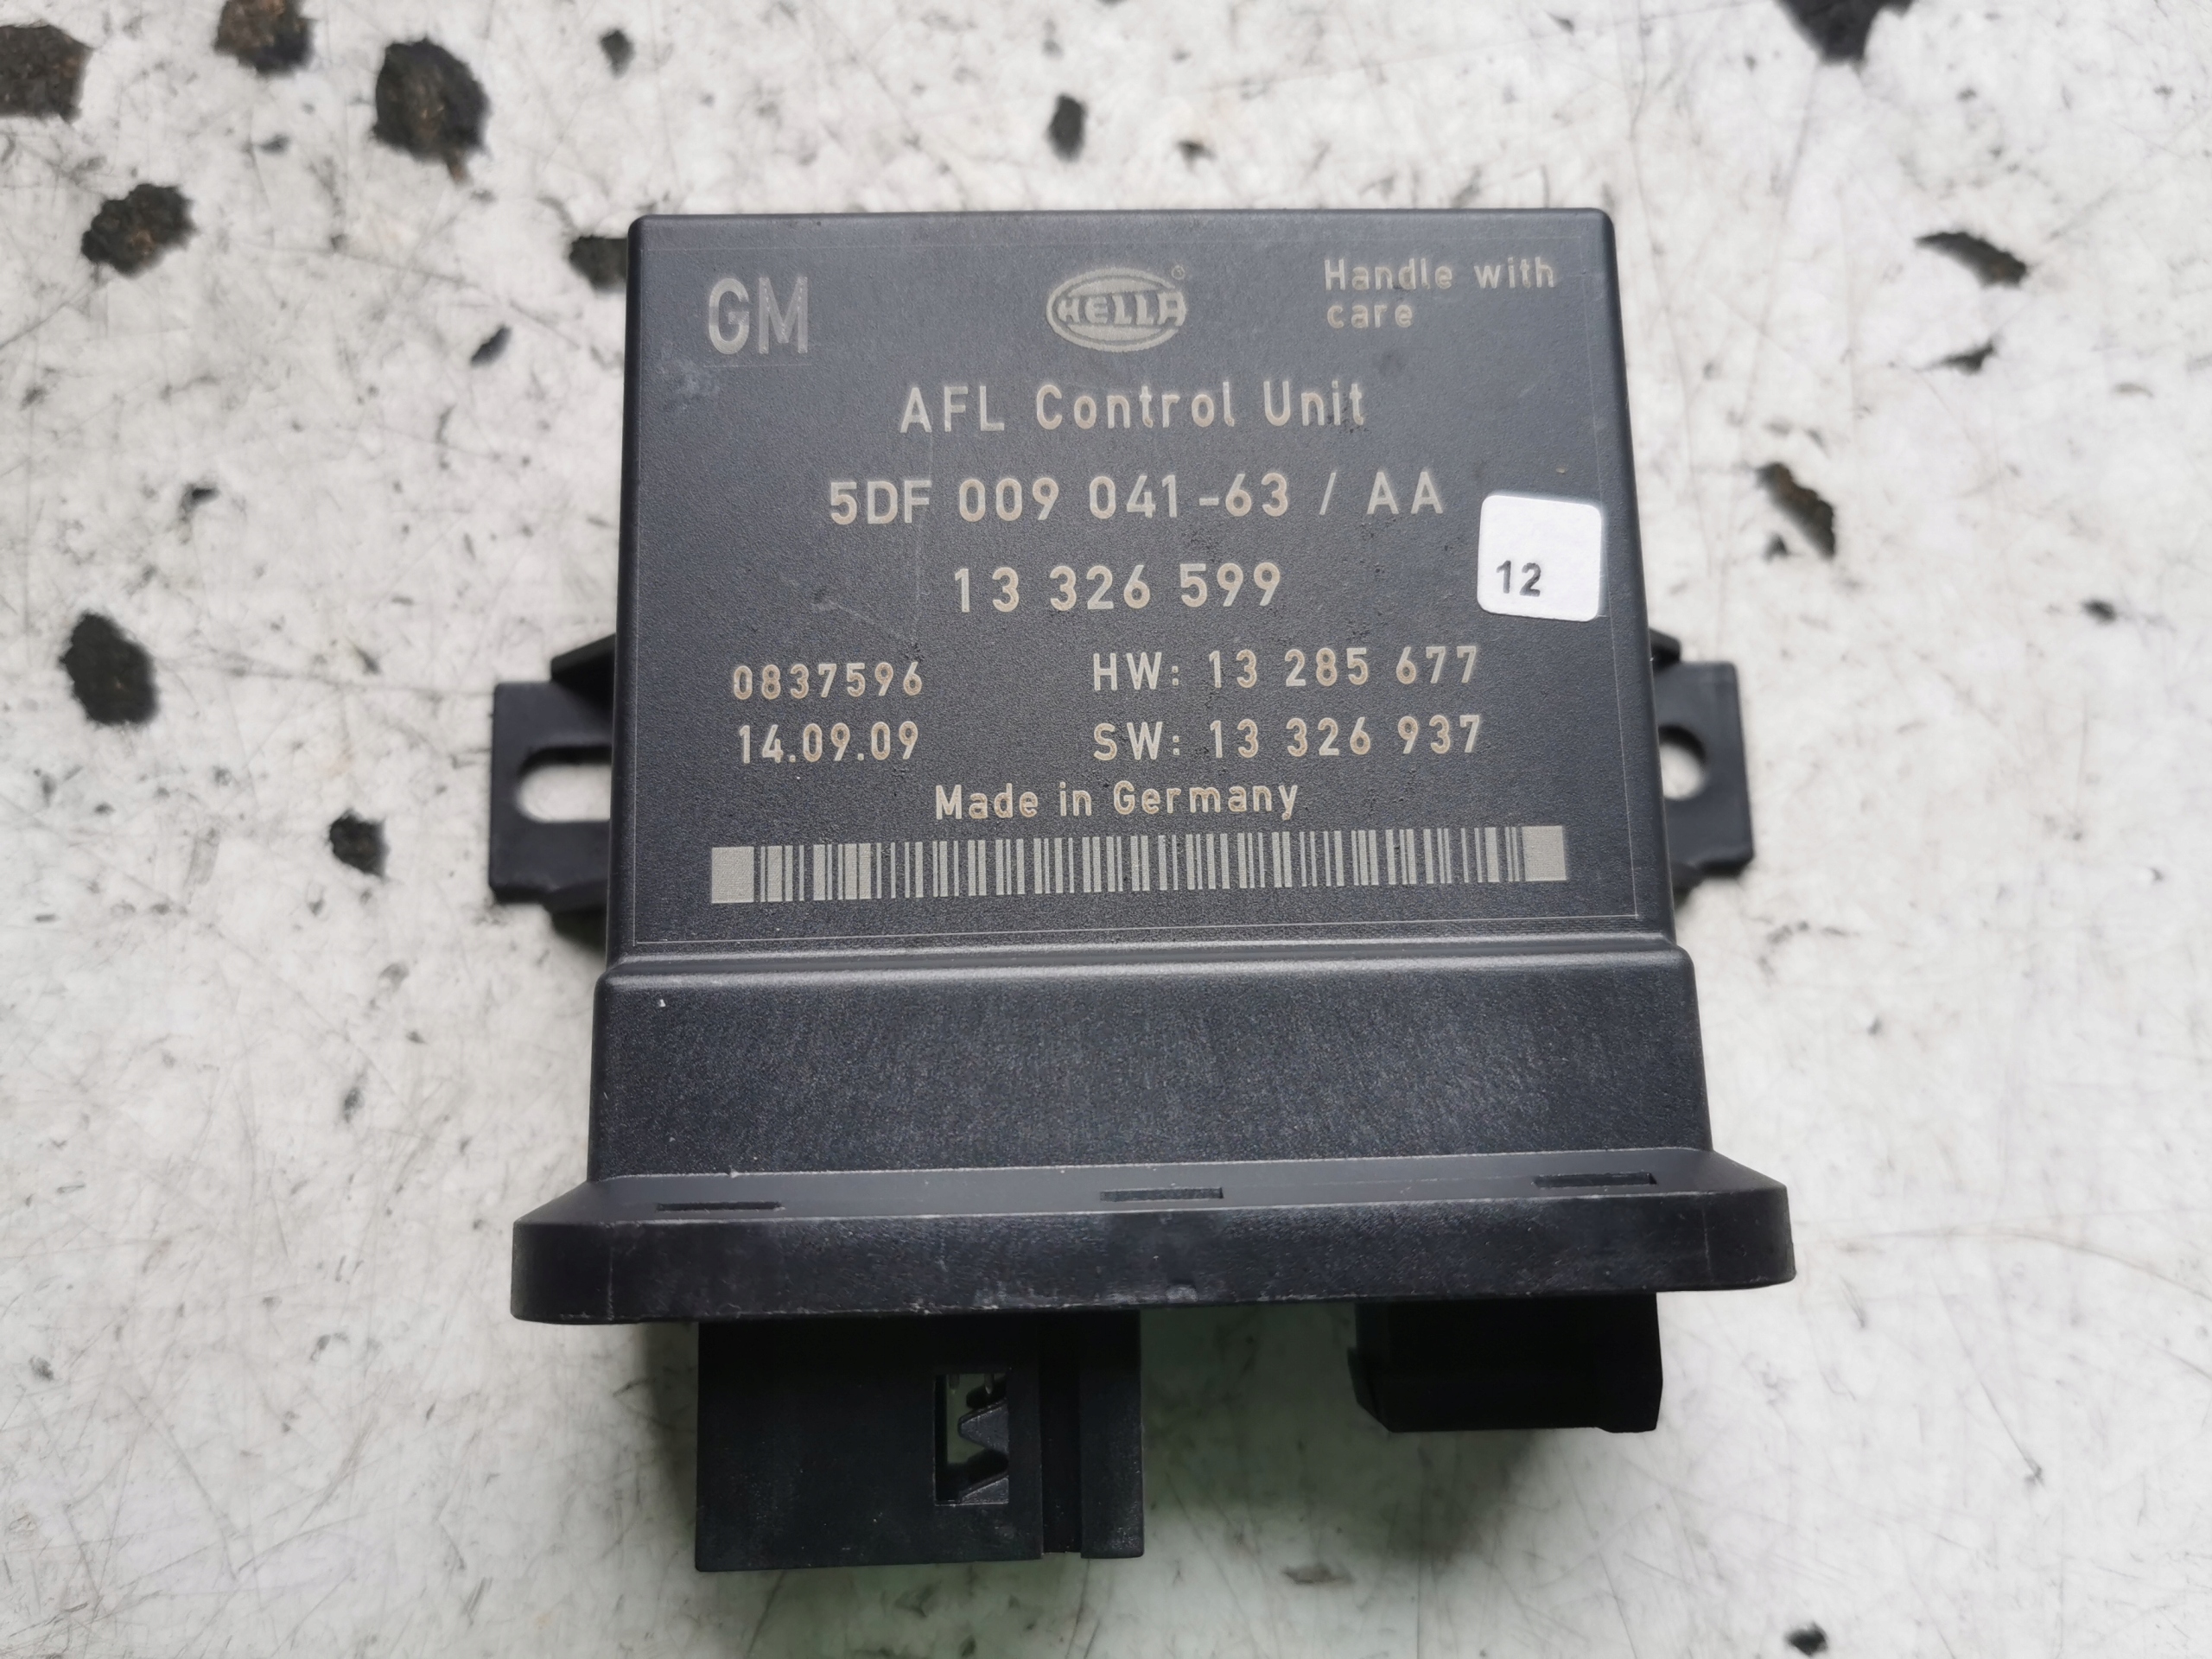 GM
HELLA
Handle with
care
AFL Control Unit
5DF 009 041-63 / AA
13 326 599
12
0837596
HW: 13 285 677
14.09.09
SW: 13 326 937
Made in Germany